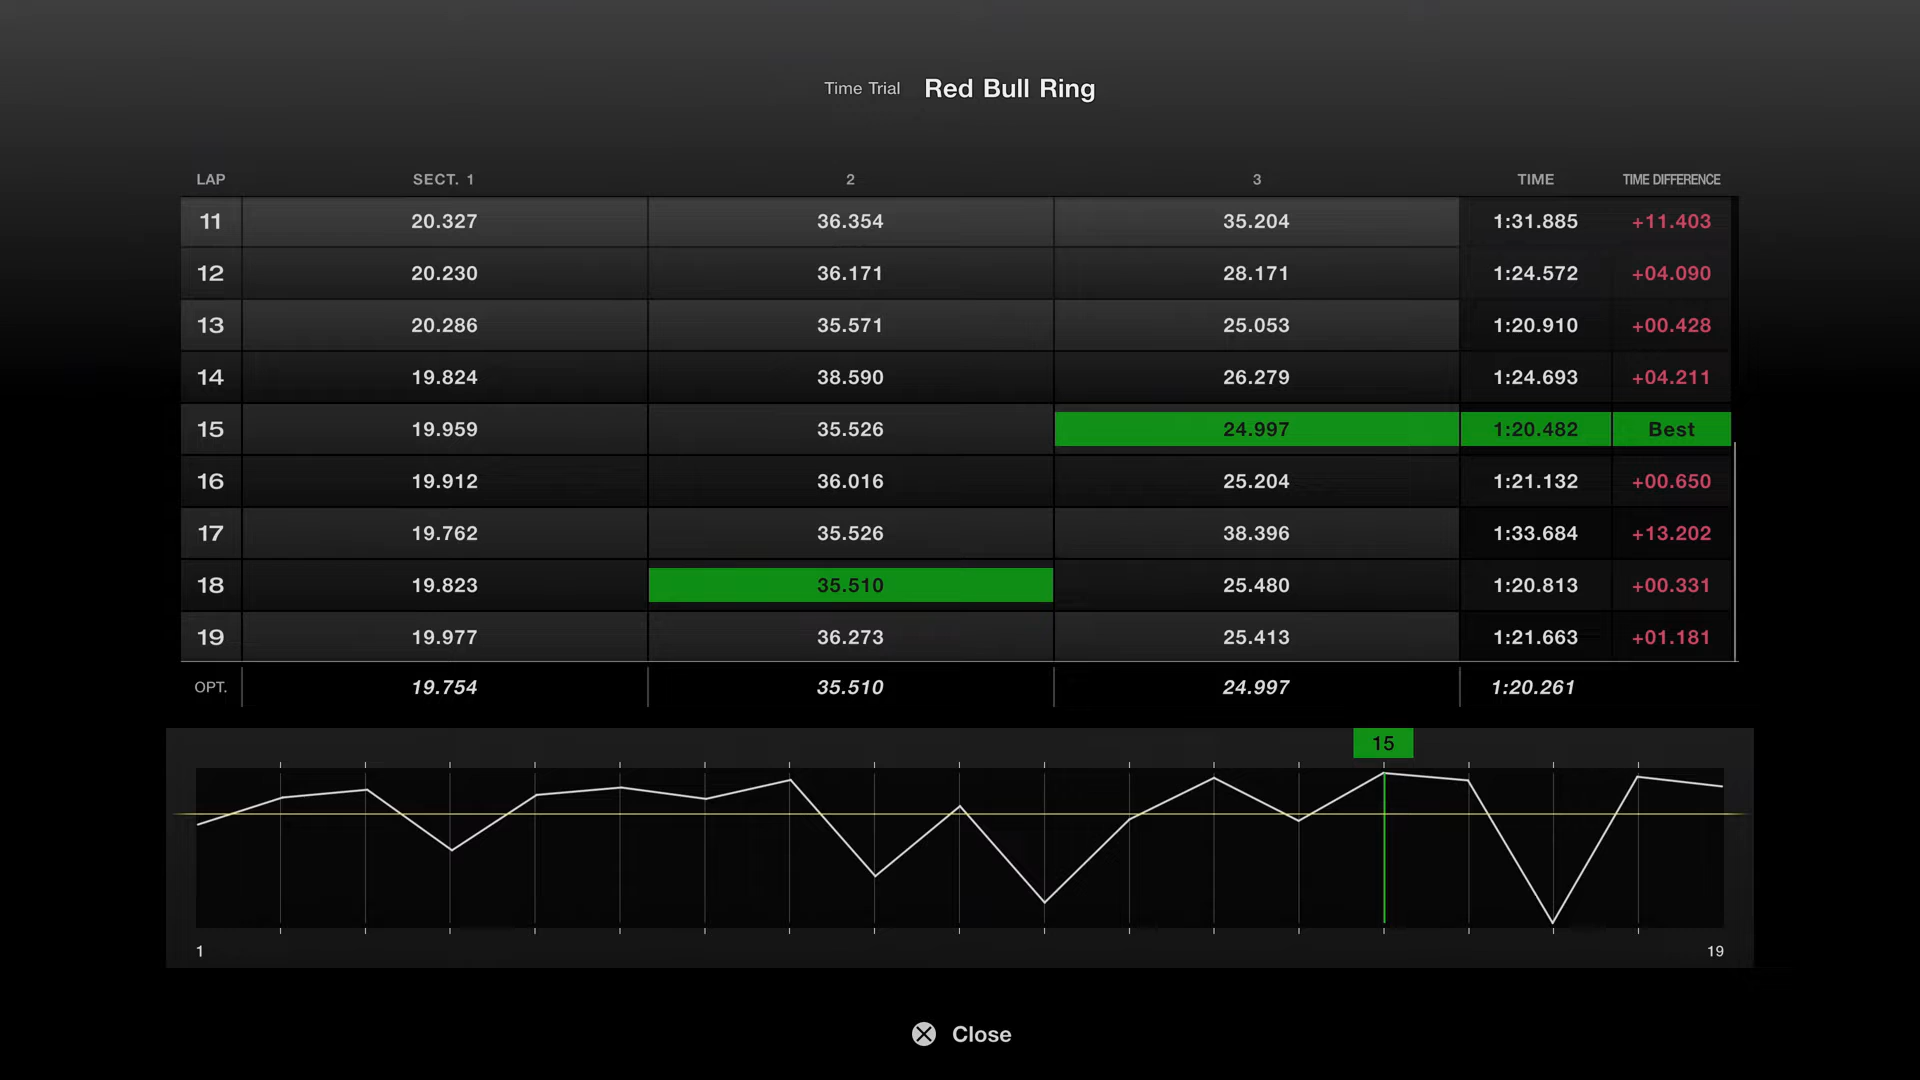 Time Trial Red Bull Ring
LAP SECT. 1 2 3 TIME TIME DIFFERENCE
11 20.327 36.354 35.204 1:31.885 +11.403
12 20.230 36.171 28.171 1:24.572 +04.090
13 20.286 35.571 25.053 1:20.910 +00.428
14 19.824 38.590 26.279 1:24.693 +04.211
15 19.959 35.526 24.997 1:20.482 Best
16 19.912 36.016 25.204 1:21.132 +00.650
17 19.762 35.526 38.396 1:33.684 +13.202
18 19.823 35.510 25.480 1:20.813 +00.331
19 19.977 36.273 25.413 1:21.663 +01.181
OPT. 19.754 35.510 24.997 1:20.261
15
1 19
Close